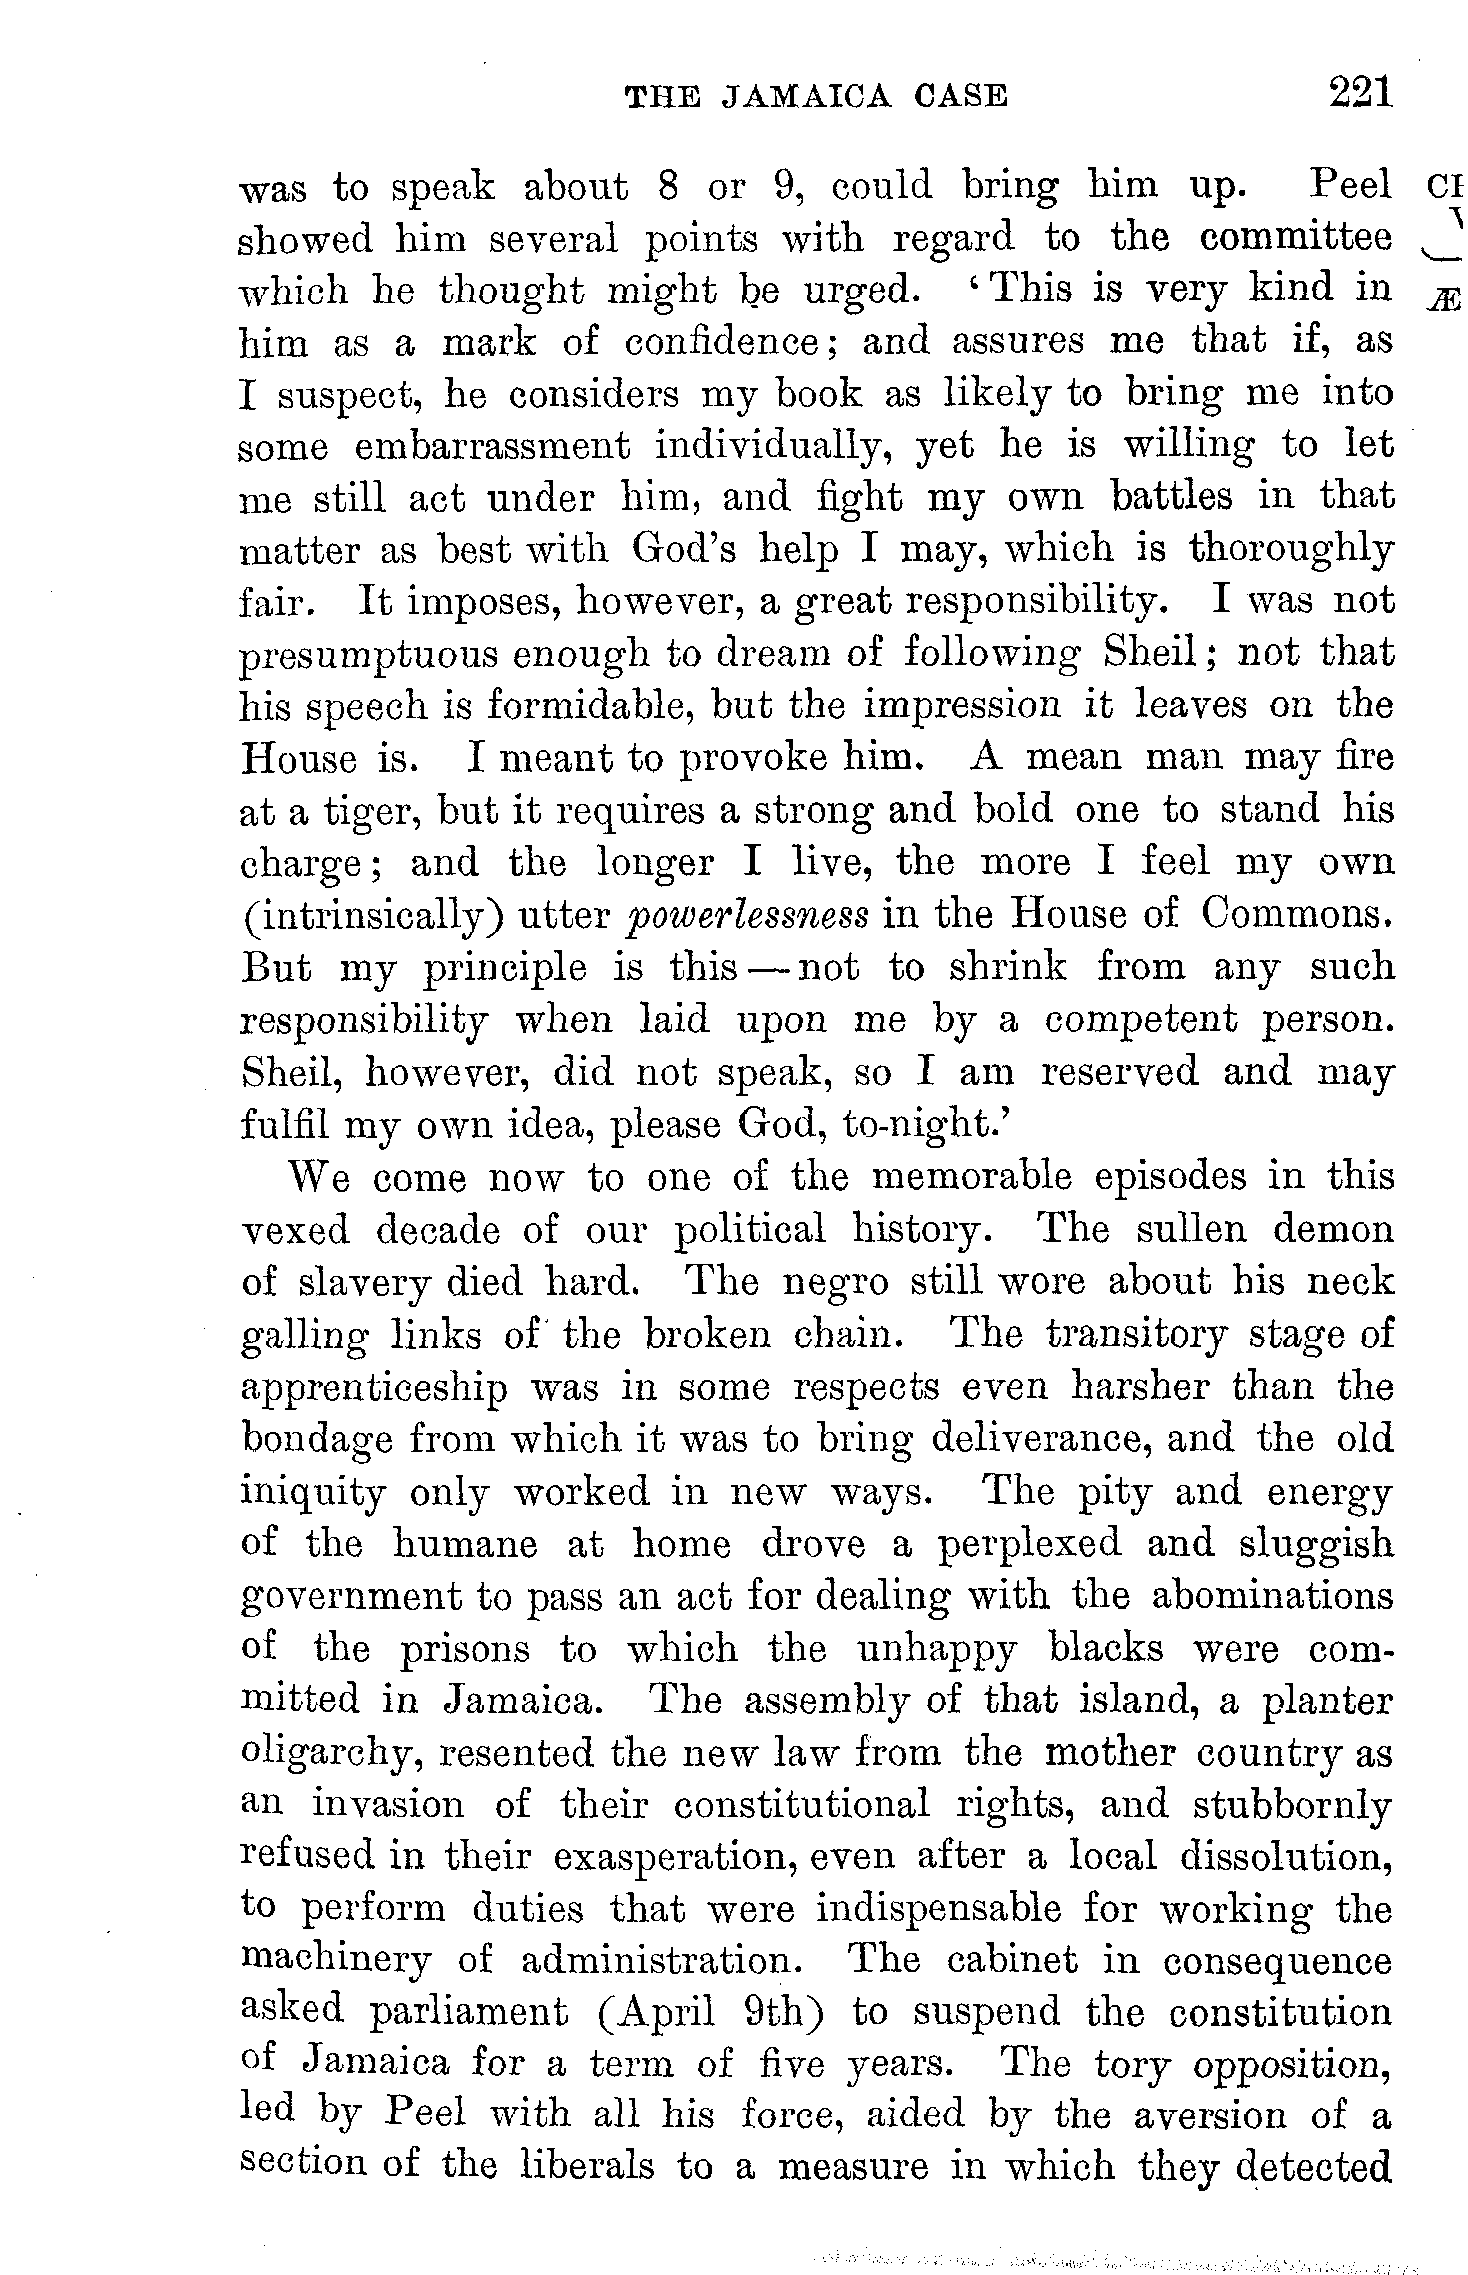 THE JAMAICA CASE 221
was to speak about 8 or 9, could bring him up. Peel
showed him several points with regard to the committee
which he thought might be urged. ‘This is very kind in
him as a mark of confidence; and assures me that if, as
I suspect, he considers my book as likely to bring me into
some embarrassment individually, yet he is willing to let
me still act under him, and fight my own battles in that
matter as best with God's help I may, which is thoroughly
fair. It imposes, however, a great responsibility. I was not
presumptuous enough to dream of following Sheil; not that
his speech is formidable, but the impression it leaves on the
House is. I meant to provoke him. A mean man may fire
at a tiger, but it requires a strong and bold one to stand his
charge; and the longer I live, the more I feel my own
(intrinsically) utter powerlessness in the House of Commons.
But my principle is this — not to shrink from any such
responsibility when laid upon me by a competent person.
Sheil, however, did not speak, so I am reserved and may
fulfil my own idea, please God, to-night.’
We come now to one of the memorable episodes in this
vexed decade of our political history. The sullen demon
of slavery died hard. The negro still wore about his neck
galling links of the broken chain. The transitory stage of
apprenticeship was in some respects even harsher than the
bondage from which it was to bring deliverance, and the old
iniquity only worked in new ways. The pity and energy
of the humane at home drove a perplexed and sluggish
government to pass an act for dealing with the abominations
of the prisons to which the unhappy blacks were com-
mitted in Jamaica. The assembly of that island, a planter
oligarchy, resented the new law from the mother country as
an invasion of their constitutional rights, and stubbornly
refused in their exasperation, even after a local dissolution,
to perform duties that were indispensable for working the
machinery of administration. The cabinet in consequence
asked parliament (April 9th) to suspend the constitution
of Jamaica for a term of five years. The tory opposition,
led by Peel with all his force, aided by the aversion of a
section of the liberals to a measure in which they detected